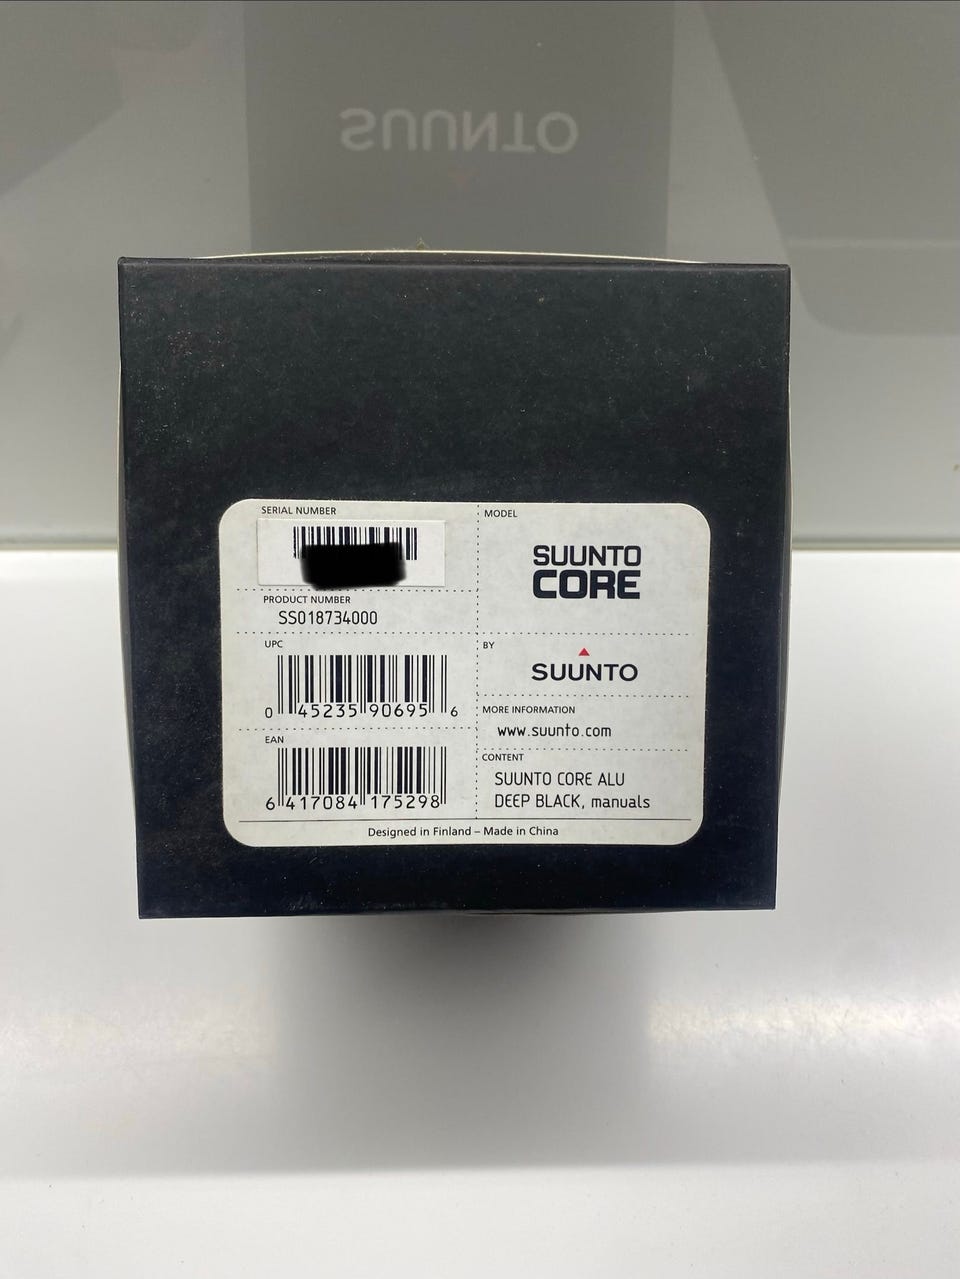 SUUNTO
SERIAL NUMBER
PRODUCT NUMBER
SS018734000
UPC
0 45235 90695 6
EAN
6 417084 175298
MODEL
SUUNTO
CORE
BY
SUUNTO
MORE INFORMATION
www.suunto.com
CONTENT
SUUNTO CORE ALU
DEEP BLACK, manuals
Designed in Finland – Made in China